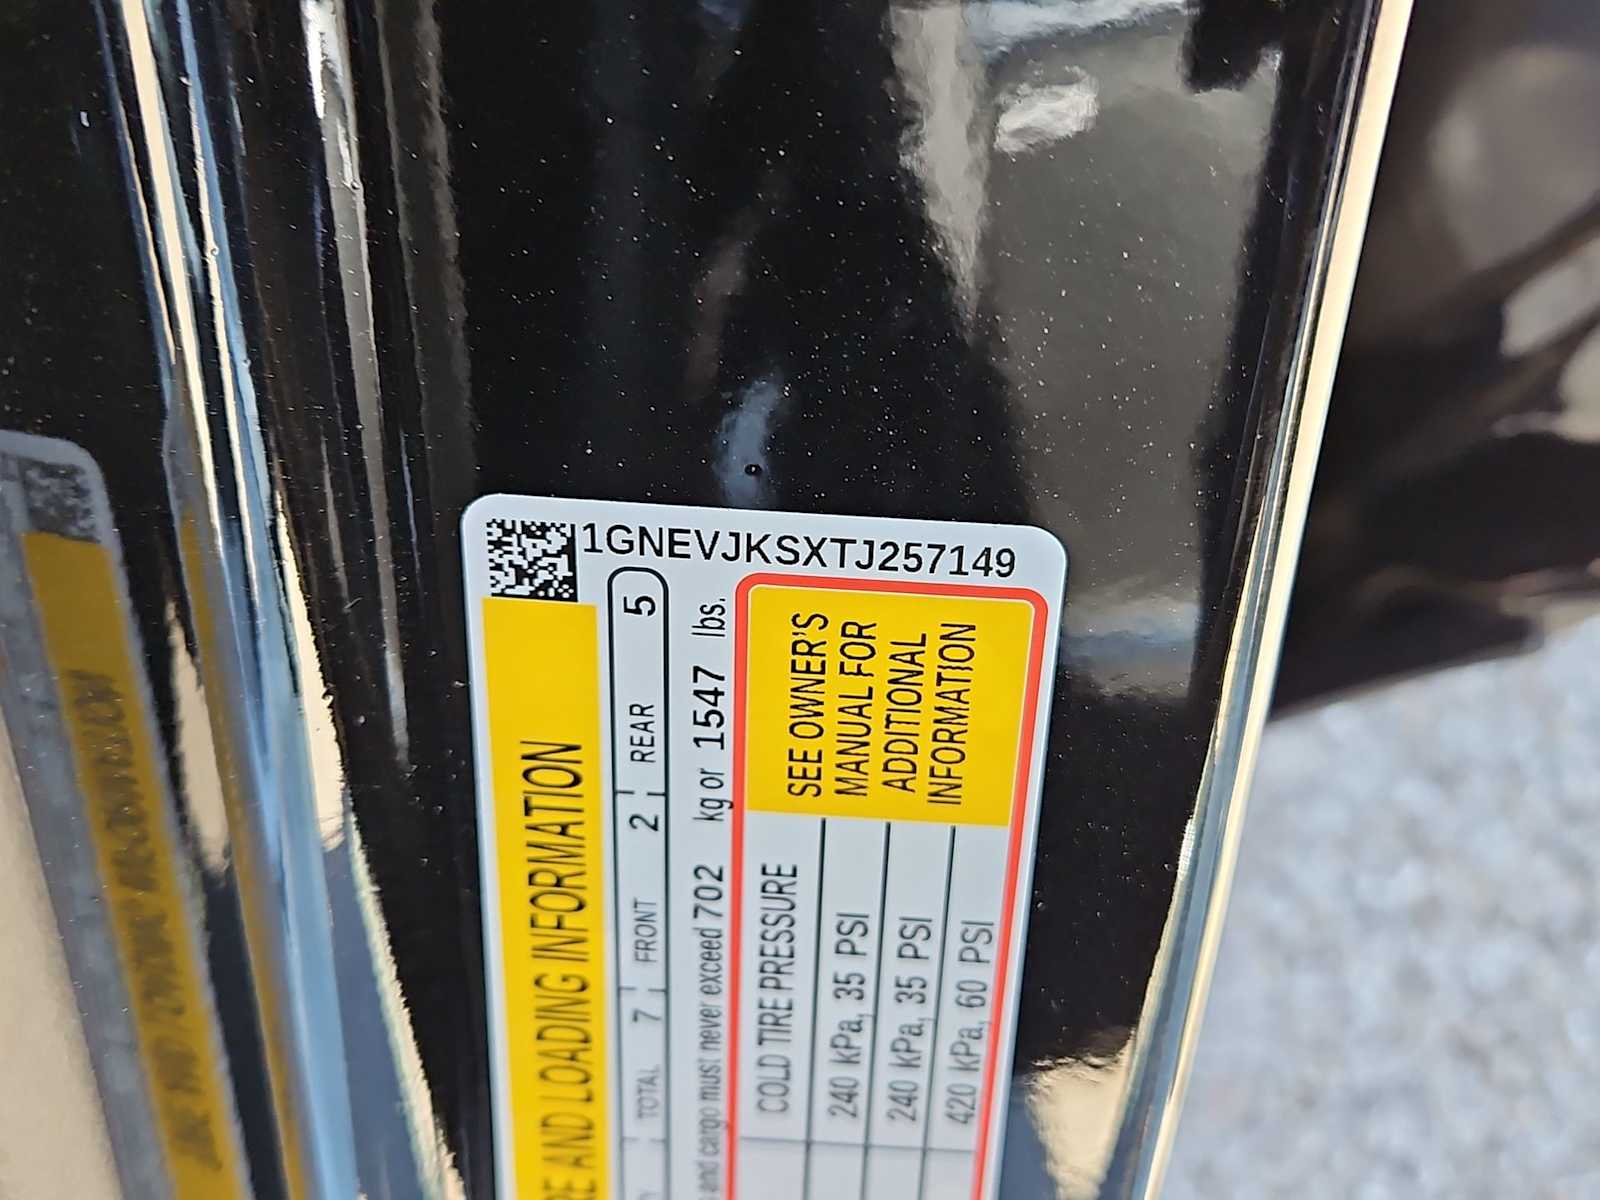 1GNEVJKSXTJ257149
AND LOADING INFORMATION
TOTAL 7 FRONT 2 REAR 5
and cargo must never exceed 702 kg or 1547 lbs.
COLD TIRE PRESSURE
240 kPa, 35 PSI
240 kPa, 35 PSI
420 kPa, 60 PSI
SEE OWNER'S
MANUAL FOR
ADDITIONAL
INFORMATION